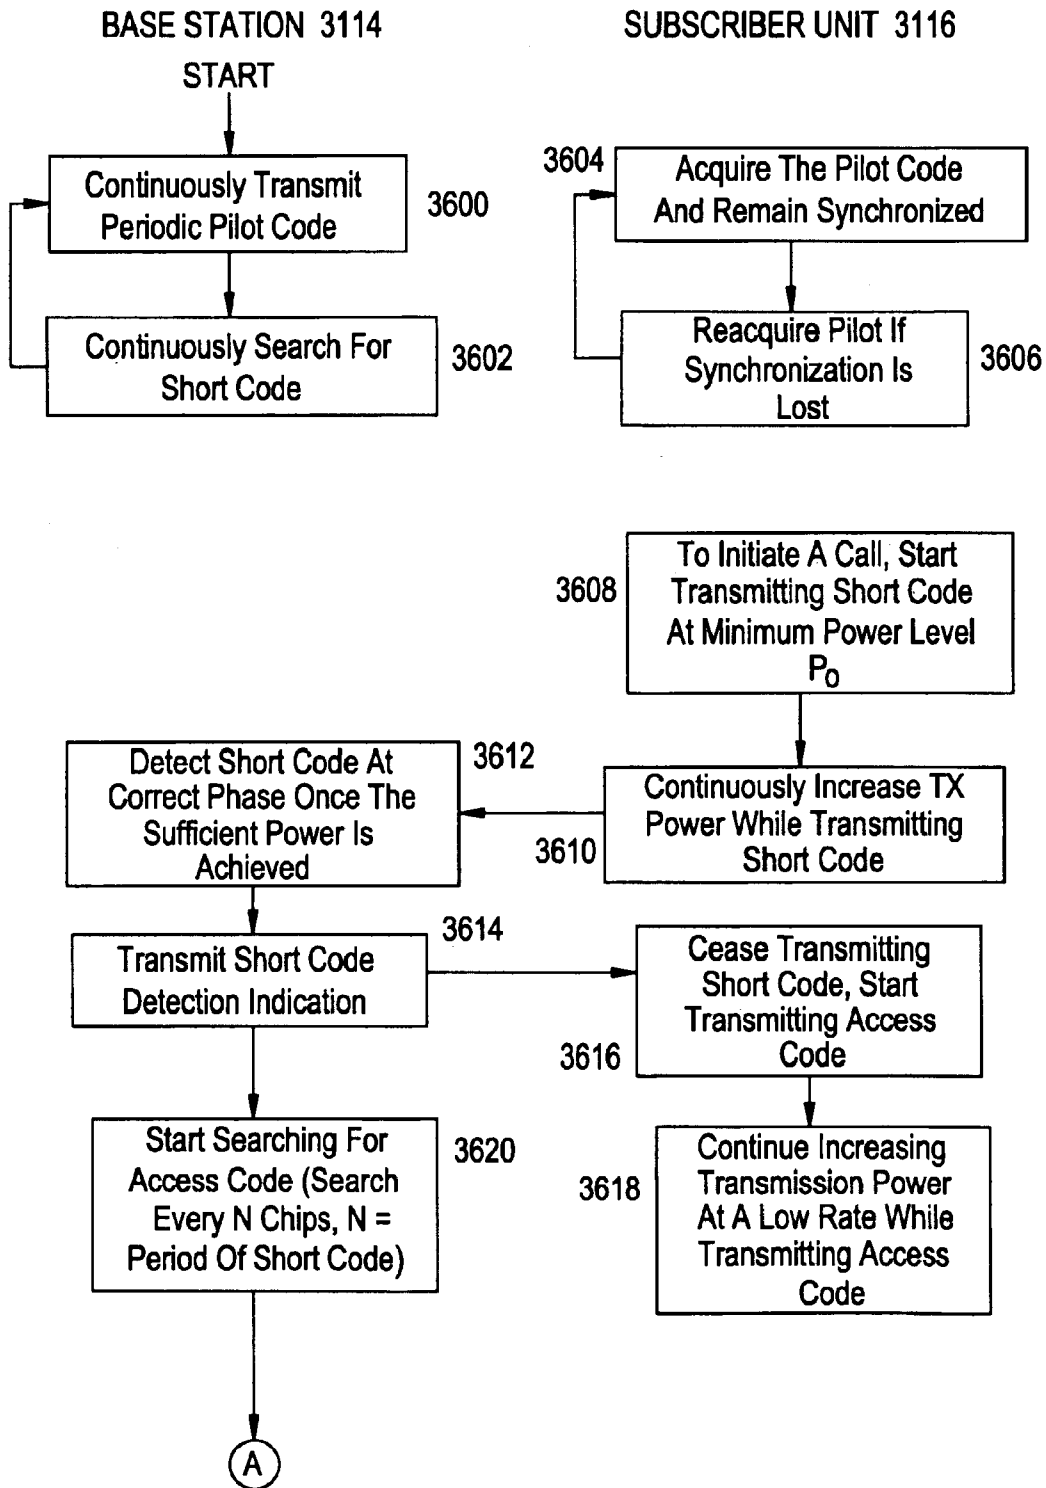 BASE STATION 3114
SUBSCRIBER UNIT 3116
START
Continuously Transmit
Periodic Pilot Code
3600
3604
Acquire The Pilot Code
And Remain Synchronized
Continuously Search For
Short Code
3602
Reacquire Pilot If
Synchronization Is
Lost
3606
3608
To Initiate A Call, Start
Transmitting Short Code
At Minimum Power Level
P0
Detect Short Code At
Correct Phase Once The
Sufficient Power Is
Achieved
3612
Continuously Increase TX
Power While Transmitting
Short Code
3610
Transmit Short Code
Detection Indication
3614
Cease Transmitting
Short Code, Start
Transmitting Access
Code
3616
Start Searching For
Access Code (Search
Every N Chips, N =
Period Of Short Code)
3620
3618
Continue Increasing
Transmission Power
At A Low Rate While
Transmitting Access
Code
A